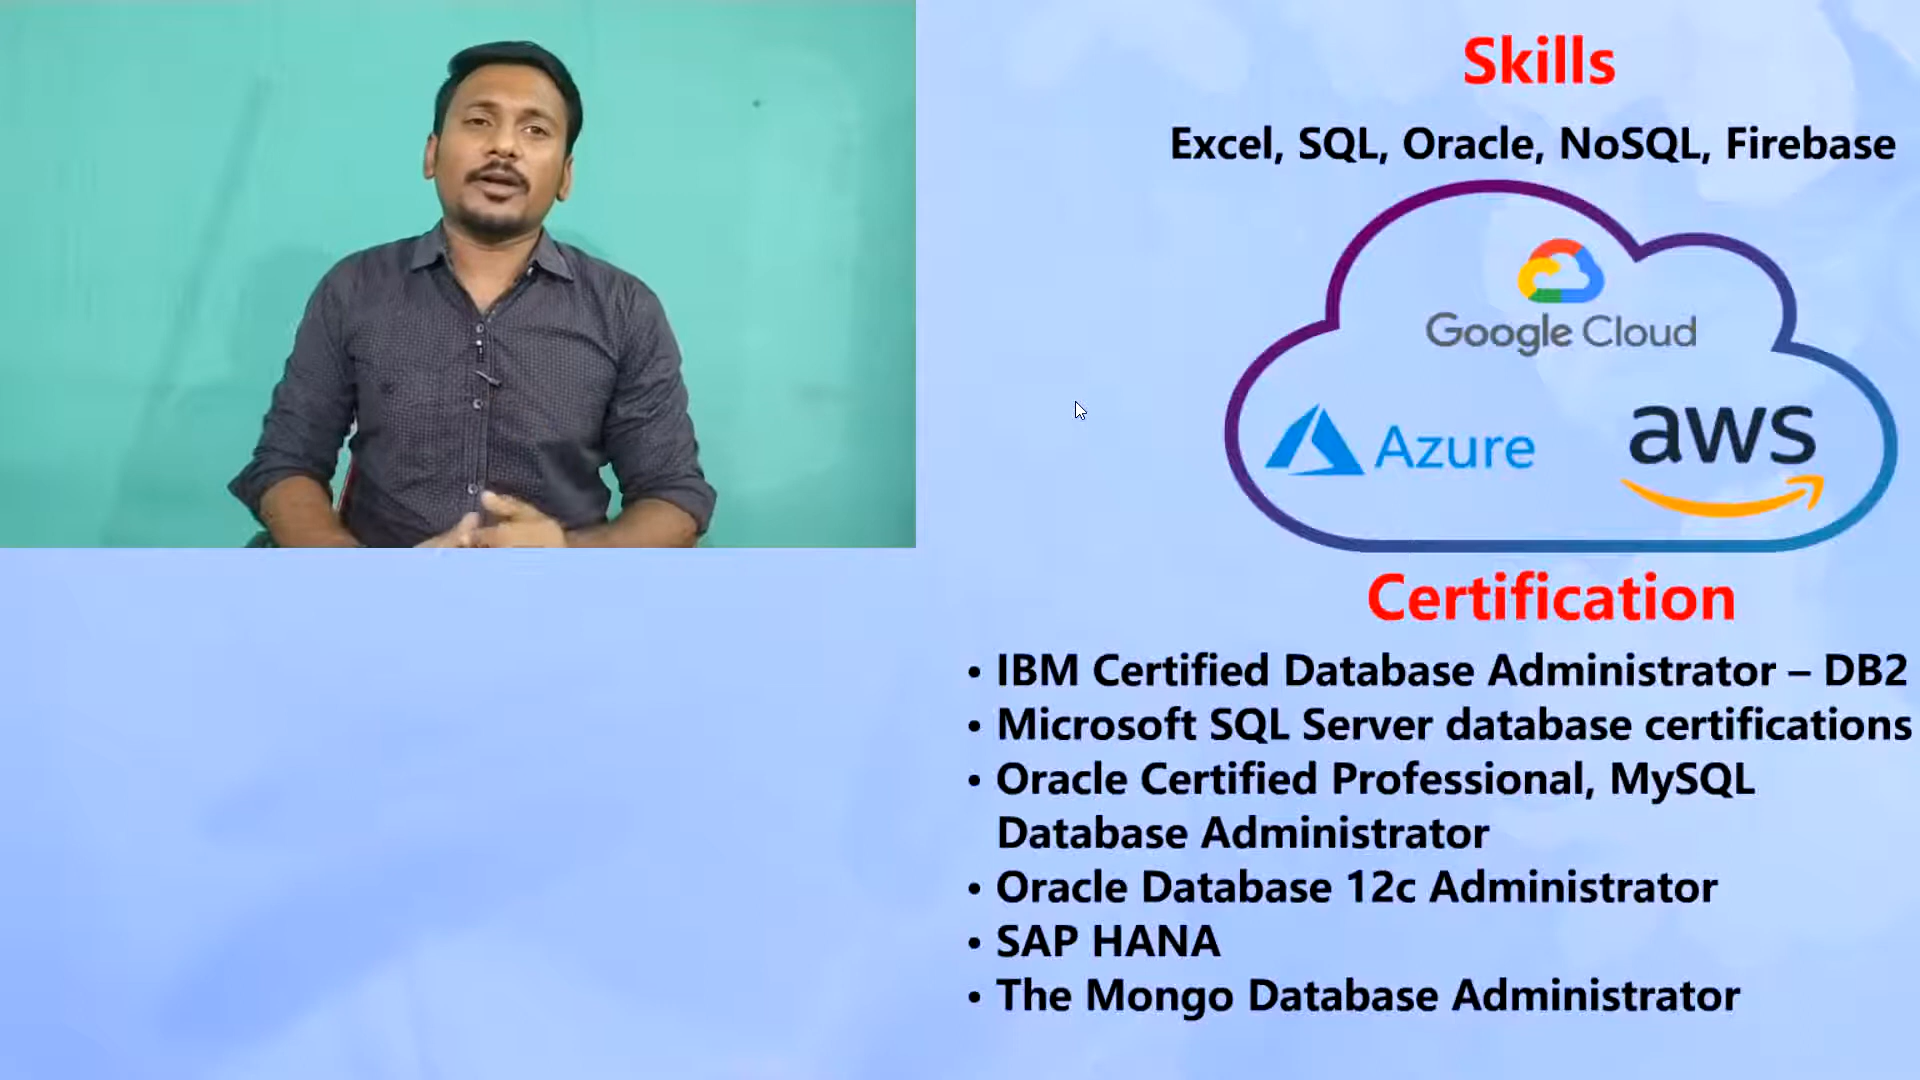 Skills
Excel, SQL, Oracle, NoSQL, Firebase
Google Cloud
Azure
aws
Certification
• IBM Certified Database Administrator – DB2
• Microsoft SQL Server database certifications
• Oracle Certified Professional, MySQL
Database Administrator
• Oracle Database 12c Administrator
• SAP HANA
• The Mongo Database Administrator